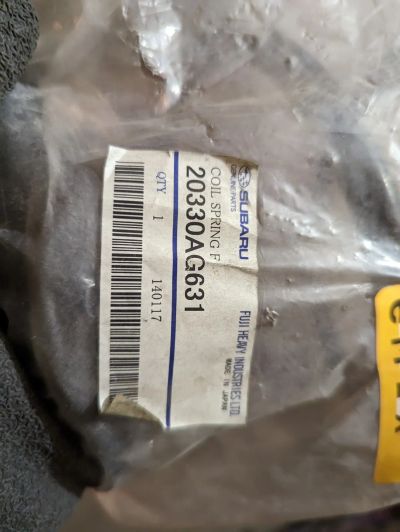 SUBARU
GENUINE PARTS
FUJI HEAVY INDUSTRIES LTD.
MADE IN JAPAN
COIL SPRING F
20330AG631
QTY 1 140117